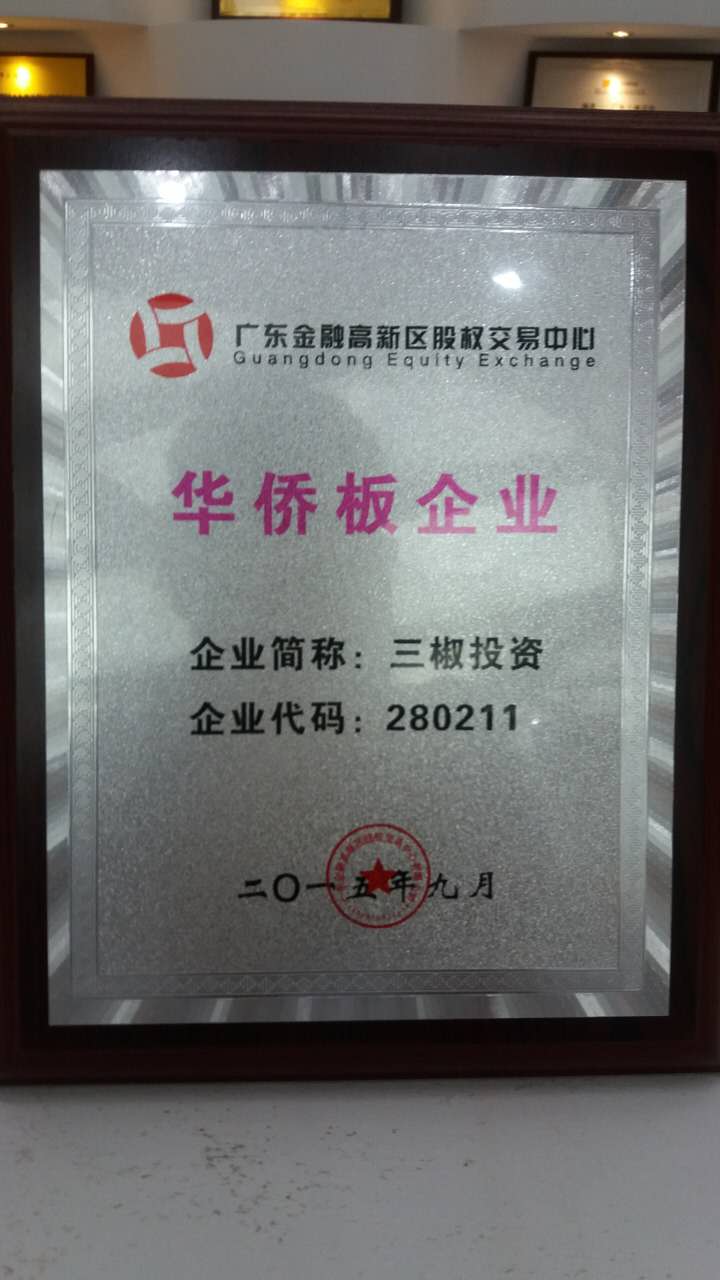 广东金融高新区股权交易中心
Guangdong Equity Exchange
华侨板企业
企业简称：三椒投资
企业代码：280211
二〇一五年九月